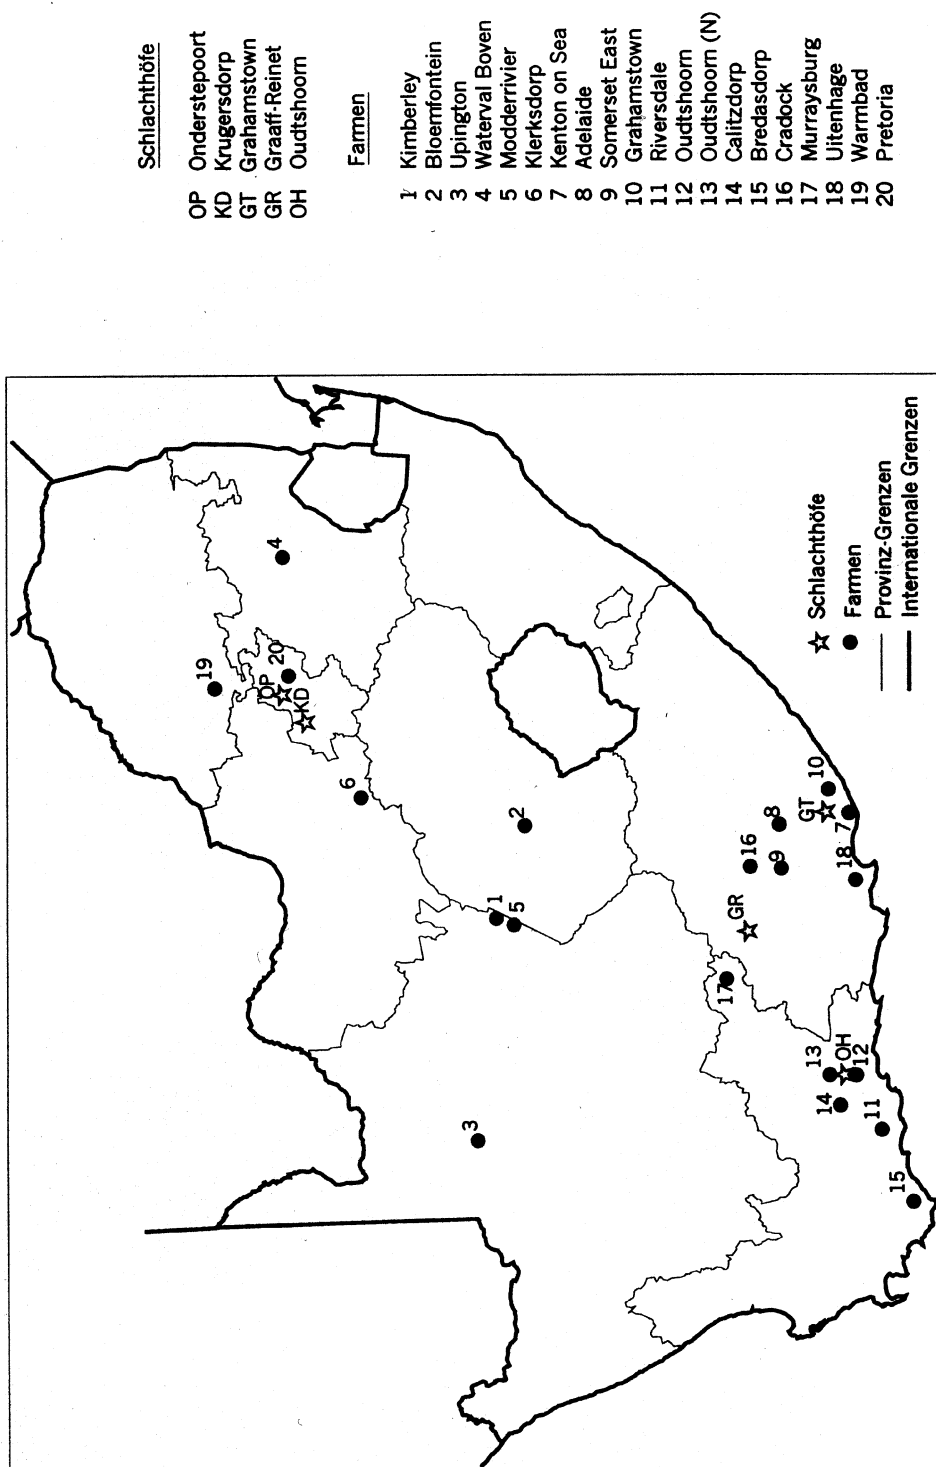 Schlachthöfe
OP Onderstepoort
KD Krugersdorp
GT Grahamstown
GR Graaff-Reinet
OH Oudtshoorn
Farmen
1 Kimberley
2 Bloemfontein
3 Upington
4 Waterval Boven
5 Modderrivier
6 Klerksdorp
7 Kenton on Sea
8 Adelaide
9 Somerset East
10 Grahamstown
11 Riversdale
12 Oudtshoorn
13 Oudtshoorn (N)
14 Calitzdorp
15 Bredasdorp
16 Cradock
17 Murraysburg
18 Uitenhage
19 Warmbad
20 Pretoria
19
4
OP
20
KD
6
3
1
5
2
GR
16
8
9
17
GT
10
7
18
13
OH
12
14
11
15
Schlachthöfe
Farmen
Provinz-Grenzen
Internationale Grenzen